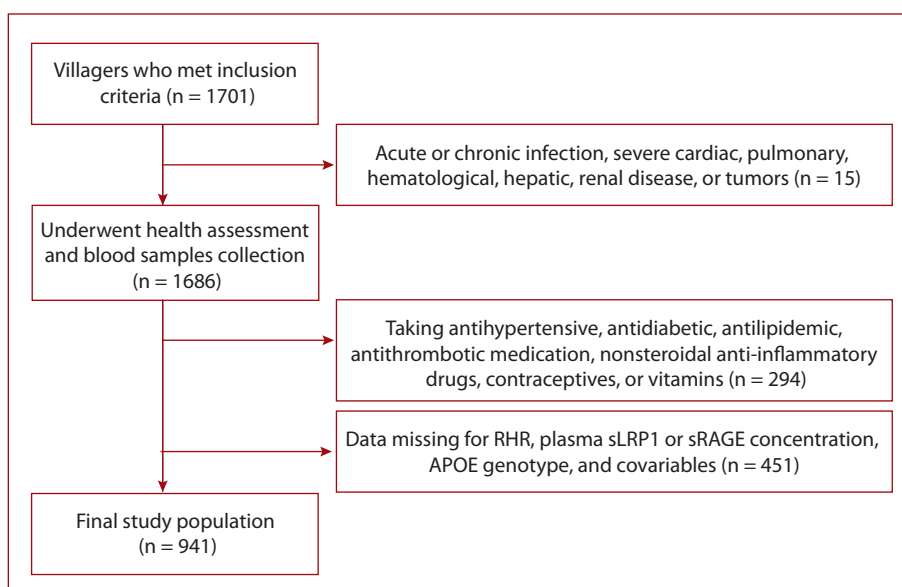 Villagers who met inclusion
criteria (n = 1701)
Acute or chronic infection, severe cardiac, pulmonary,
hematological, hepatic, renal disease, or tumors (n = 15)
Underwent health assessment
and blood samples collection
(n = 1686)
Taking antihypertensive, antidiabetic, antilipidemic,
antithrombotic medication, nonsteroidal anti-inflammatory
drugs, contraceptives, or vitamins (n = 294)
Data missing for RHR, plasma sLRP1 or sRAGE concentration,
APOE genotype, and covariables (n = 451)
Final study population
(n = 941)